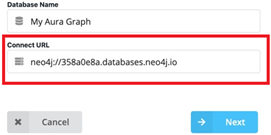 Database Name
My Aura Graph
Connect URL
neo4j://358a0e8a.databases.neo4j.io
Cancel
Next